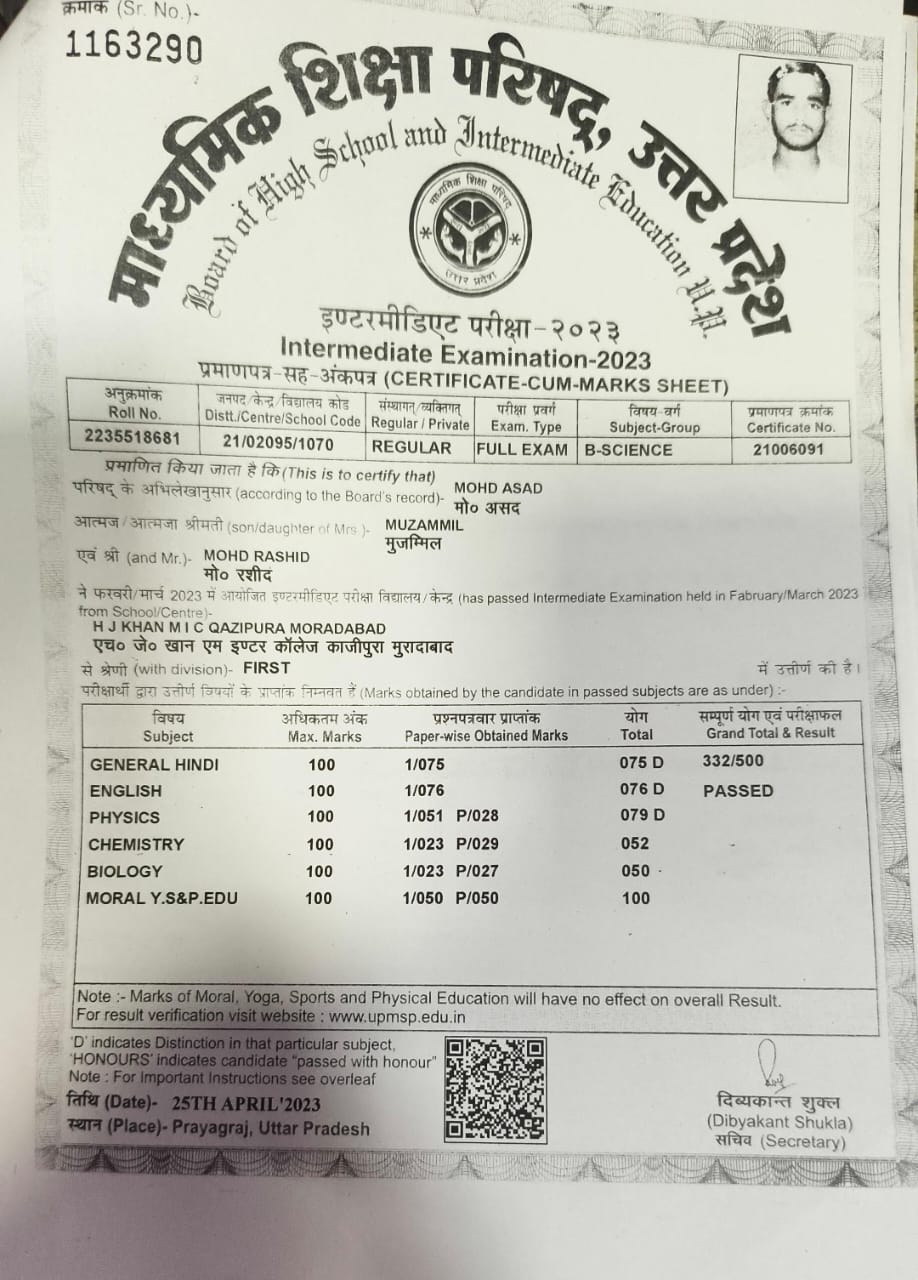 क्रमांक (Sr. No.)-
1163290
माध्यमिक शिक्षा परिषद्, उत्तर प्रदेश
Board of High School and Intermediate Education U.P.
माध्यमिक शिक्षा परिषद्
उत्तर प्रदेश
इण्टरमीडिएट परीक्षा-२०२३
Intermediate Examination-2023
प्रमाणपत्र-सह-अंकपत्र (CERTIFICATE-CUM-MARKS SHEET)
अनुक्रमांक जनपद/केन्द्र/विद्यालय कोड संस्थागत/व्यक्तिगत परीक्षा प्रवर्ग विषय-वर्ग प्रमाणपत्र क्रमांक
Roll No. Distt./Centre/School Code Regular / Private Exam. Type Subject-Group Certificate No.
2235518681 21/02095/1070 REGULAR FULL EXAM B-SCIENCE 21006091
प्रमाणित किया जाता है कि (This is to certify that)
परिषद् के अभिलेखानुसार (according to the Board's record)- MOHD ASAD
मो० असद
आत्मज/आत्मजा श्रीमती (son/daughter of Mrs.)- MUZAMMIL
मुजम्मिल
एवं श्री (and Mr.)- MOHD RASHID
मो० रशीद
ने फरवरी/मार्च 2023 में आयोजित इण्टरमीडिएट परीक्षा विद्यालय/केन्द्र (has passed Intermediate Examination held in Fabruary/March 2023
from School/Centre)-
H J KHAN M I C QAZIPURA MORADABAD
एच० जे० खान एम इण्टर कॉलेज काजीपुरा मुरादाबाद
से श्रेणी (with division)- FIRST में उत्तीर्ण की है।
परीक्षार्थी द्वारा उत्तीर्ण विषयों के प्राप्तांक निम्नवत हैं (Marks obtained by the candidate in passed subjects are as under) :-
विषय अधिकतम अंक प्रश्नपत्रवार प्राप्तांक योग सम्पूर्ण योग एवं परीक्षाफल
Subject Max. Marks Paper-wise Obtained Marks Total Grand Total & Result
GENERAL HINDI 100 1/075 075 D 332/500
ENGLISH 100 1/076 076 D PASSED
PHYSICS 100 1/051 P/028 079 D
CHEMISTRY 100 1/023 P/029 052
BIOLOGY 100 1/023 P/027 050
MORAL Y.S&P.EDU 100 1/050 P/050 100
Note :- Marks of Moral, Yoga, Sports and Physical Education will have no effect on overall Result.
For result verification visit website : www.upmsp.edu.in
'D' indicates Distinction in that particular subject,
'HONOURS' indicates candidate "passed with honour"
Note : For Important Instructions see overleaf
तिथि (Date)- 25TH APRIL'2023
स्थान (Place)- Prayagraj, Uttar Pradesh
दिब्यकान्त शुक्ल
(Dibyakant Shukla)
सचिव (Secretary)